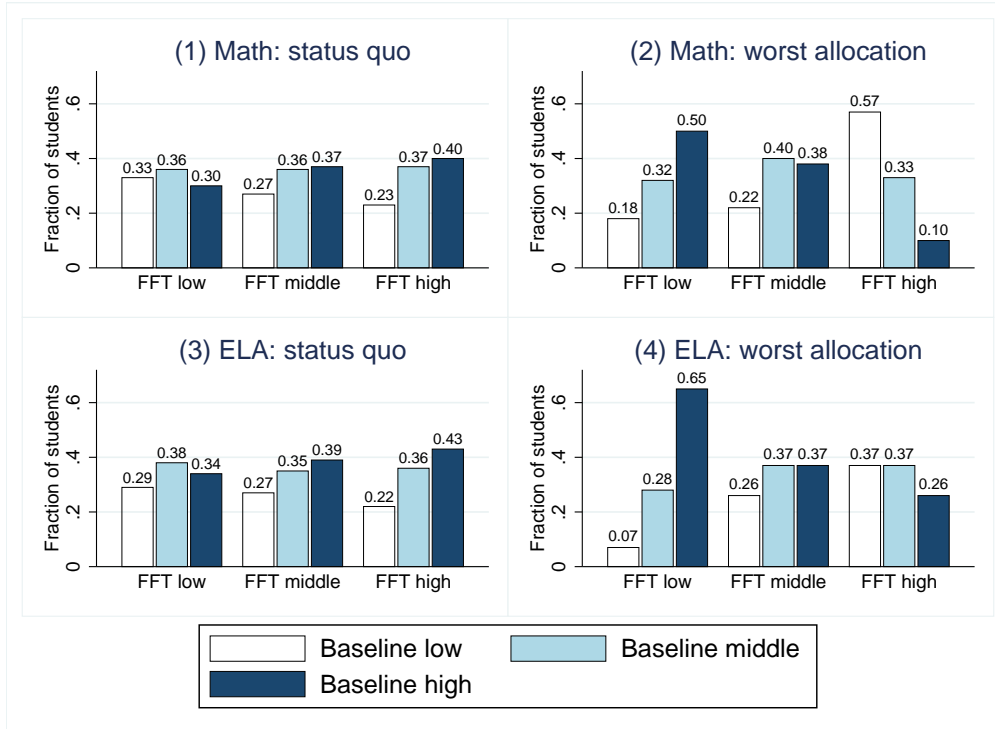 (1) Math: status quo
Fraction of students
0 .2 .4 .6
0.33 0.36 0.30 0.27 0.36 0.37 0.23 0.37 0.40
FFT low FFT middle FFT high
(2) Math: worst allocation
Fraction of students
0 .2 .4 .6
0.18 0.32 0.50 0.22 0.40 0.38 0.57 0.33 0.10
FFT low FFT middle FFT high
(3) ELA: status quo
Fraction of students
0 .2 .4 .6
0.29 0.38 0.34 0.27 0.35 0.39 0.22 0.36 0.43
FFT low FFT middle FFT high
(4) ELA: worst allocation
Fraction of students
0 .2 .4 .6
0.07 0.28 0.65 0.26 0.37 0.37 0.37 0.37 0.26
FFT low FFT middle FFT high
Baseline low Baseline middle
Baseline high